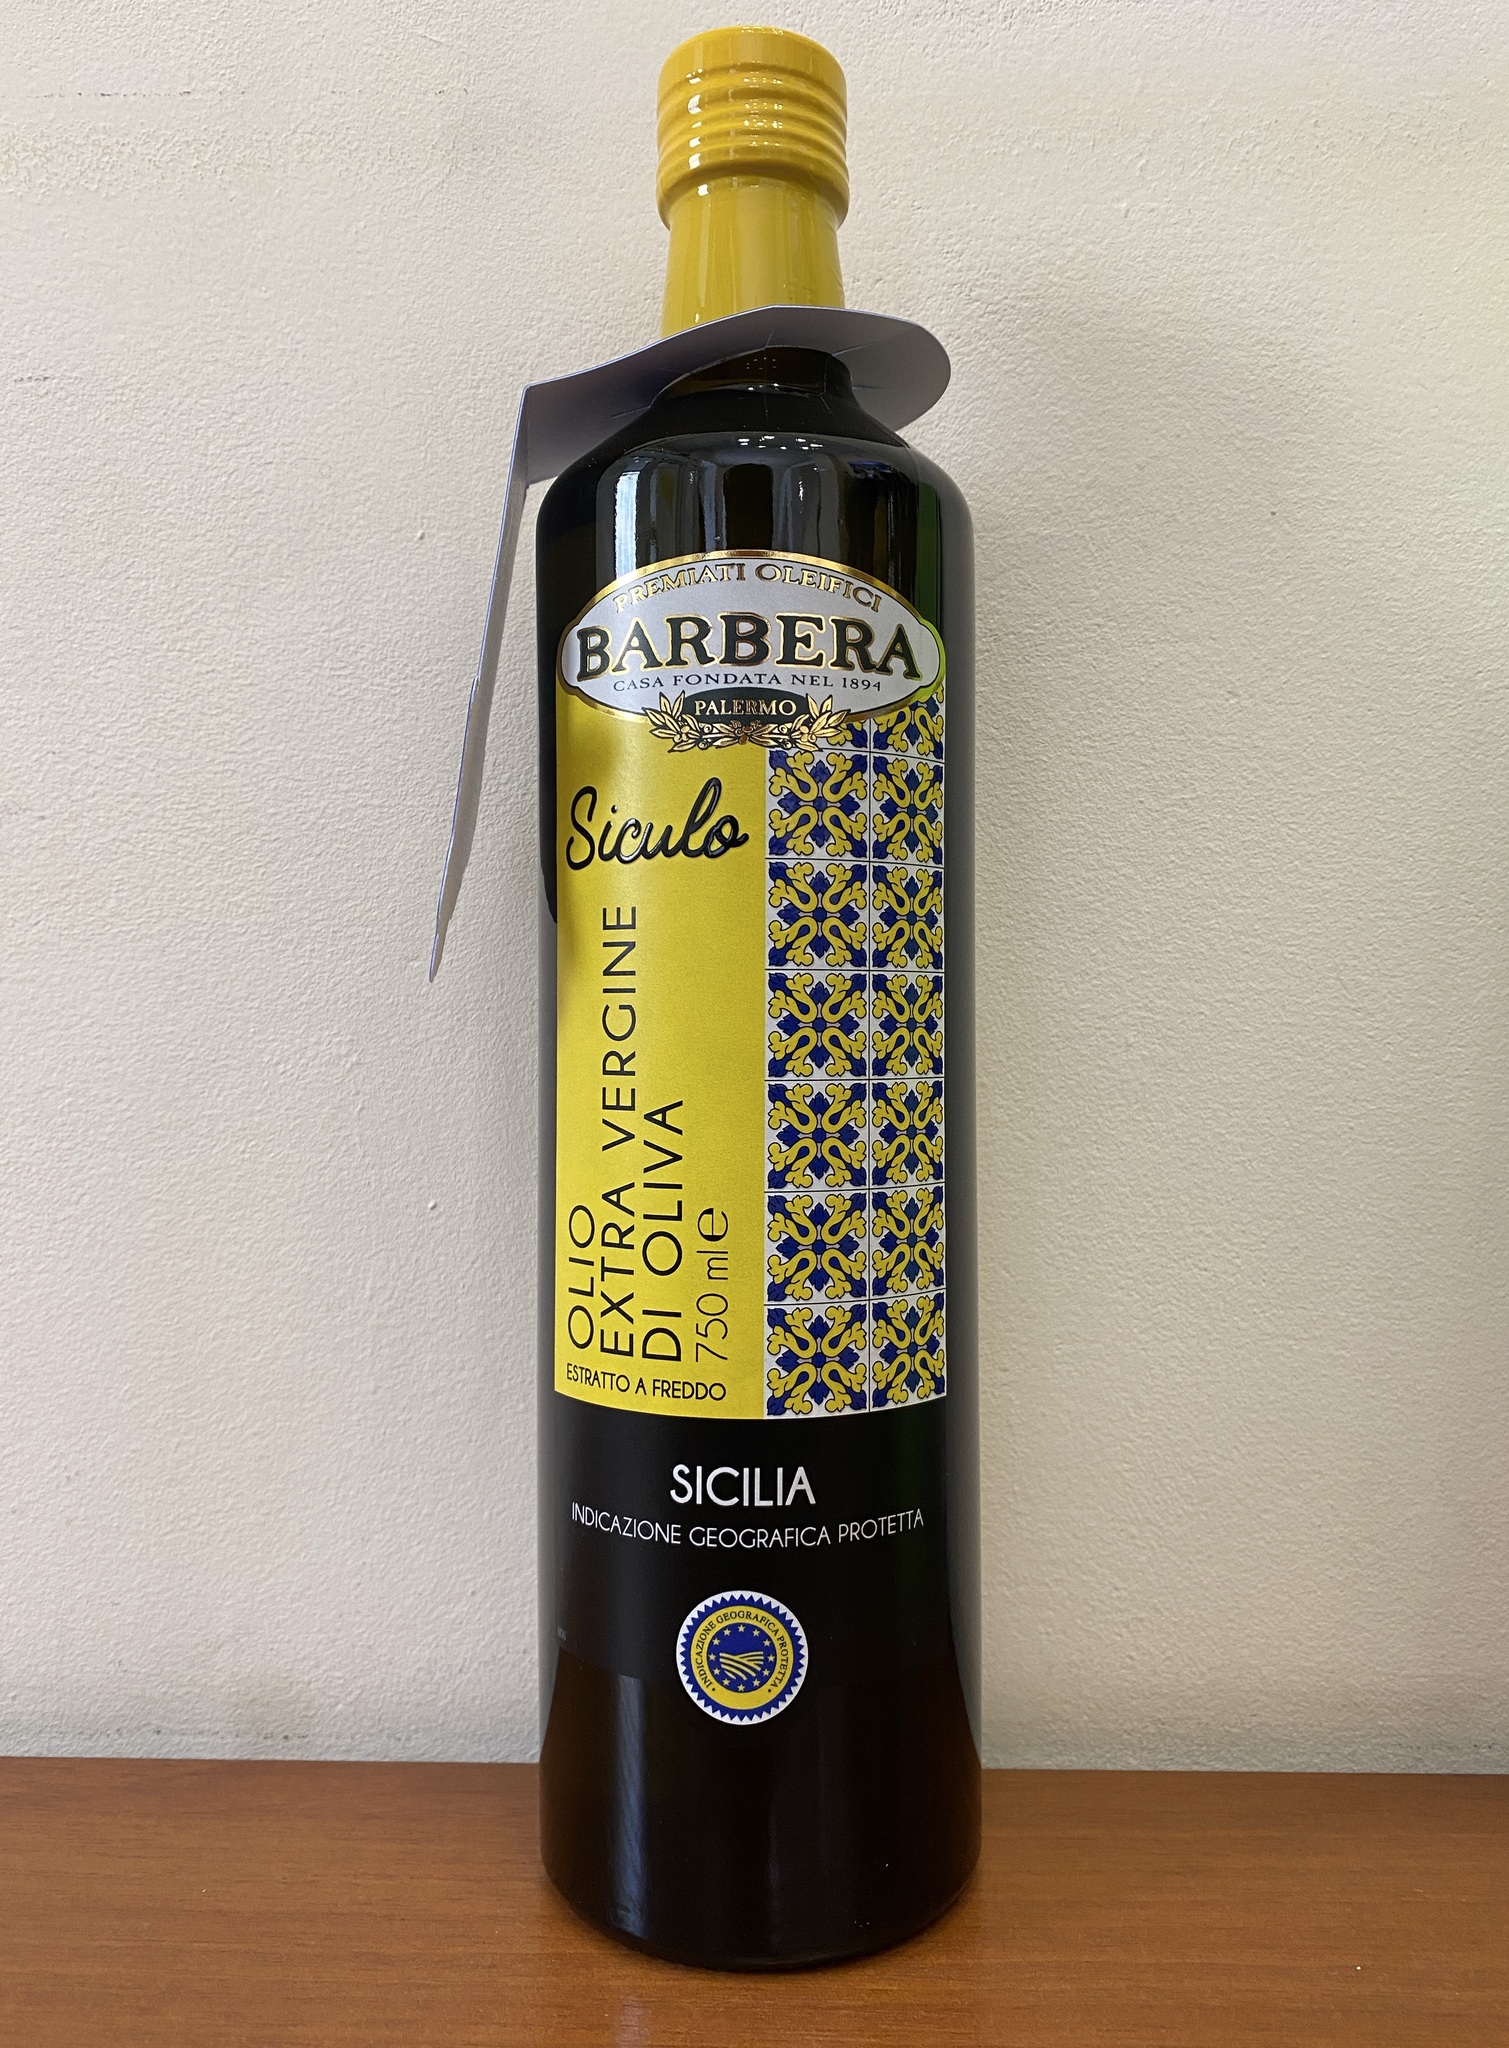 PREMIATI OLEIFICI
BARBERA
CASA FONDATA NEL 1894
PALERMO
Siculo
OLIO
EXTRA VERGINE
DI OLIVA
750 ml e
ESTRATTO A FREDDO
SICILIA
INDICAZIONE GEOGRAFICA PROTETTA
INDICAZIONE GEOGRAFICA PROTETTA